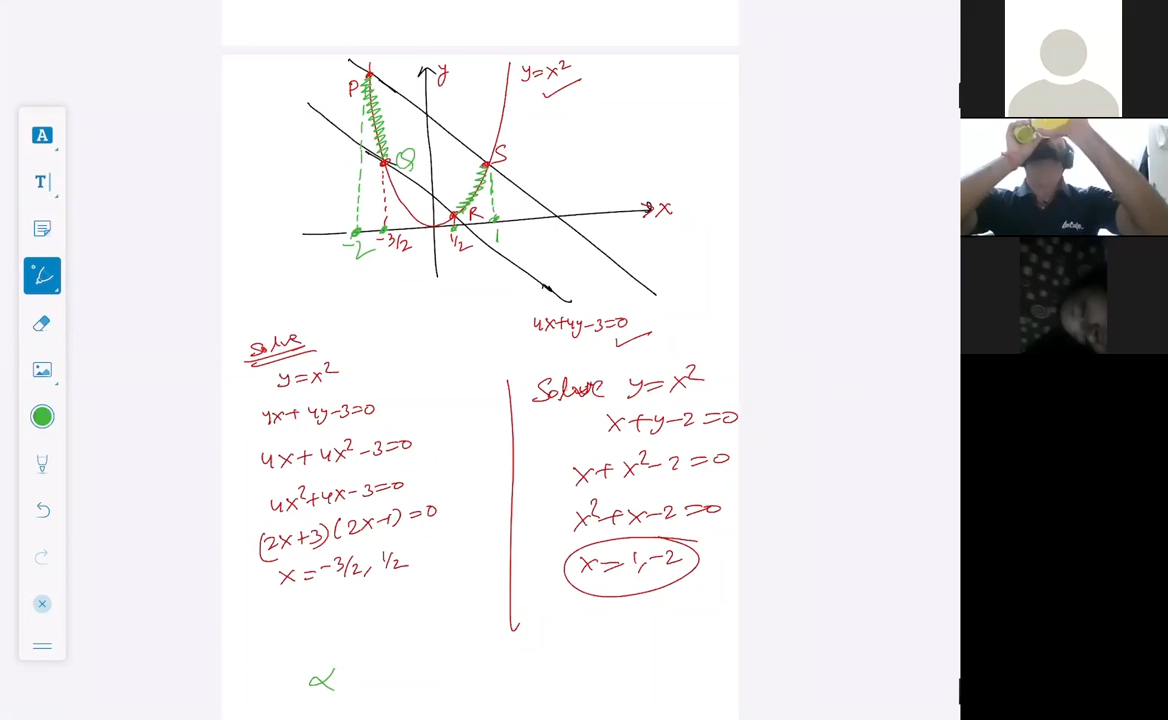 y
y=x²
P
Q
S
R
x
-2
-3/2
1/2
1
4x+4y-3=0
Solve
y=x²
4x+4y-3=0
4x+4x²-3=0
4x²+4x-3=0
(2x+3)(2x-1)=0
x=-3/2, 1/2
Solve y=x²
x+y-2=0
x+x²-2=0
x²+x-2=0
x=1,-2
∝
A
T